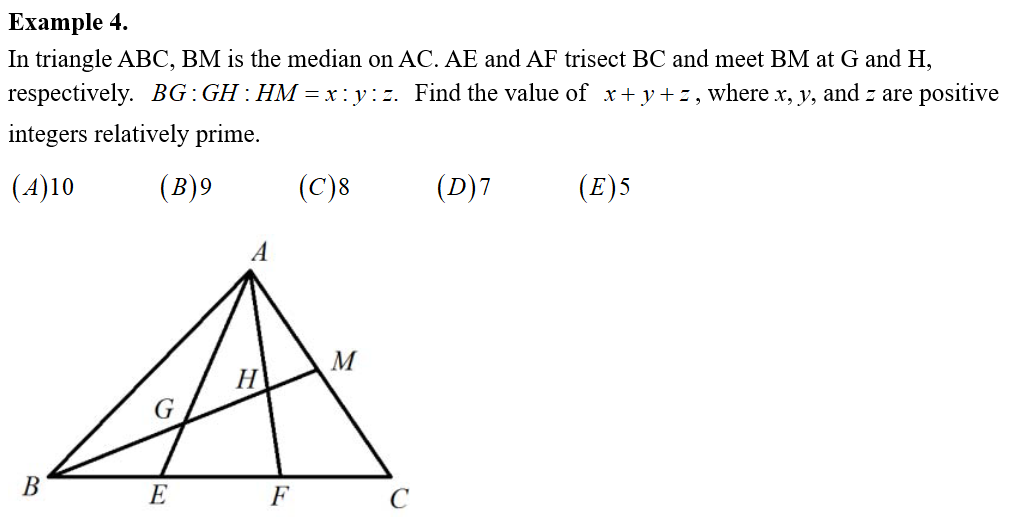 Example 4.
In triangle ABC, BM is the median on AC. AE and AF trisect BC and meet BM at G and H,
respectively. BG : GH : HM = x : y : z. Find the value of x + y + z, where x, y, and z are positive
integers relatively prime.
(A)10 (B)9 (C)8 (D)7 (E)5
A
M
H
G
B
E
F
C